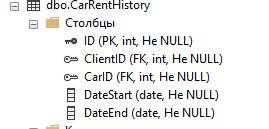 dbo.CarRentHistory
Столбцы
ID (PK, int, Не NULL)
ClientID (FK, int, Не NULL)
CarID (FK, int, Не NULL)
DateStart (date, Не NULL)
DateEnd (date, Не NULL)